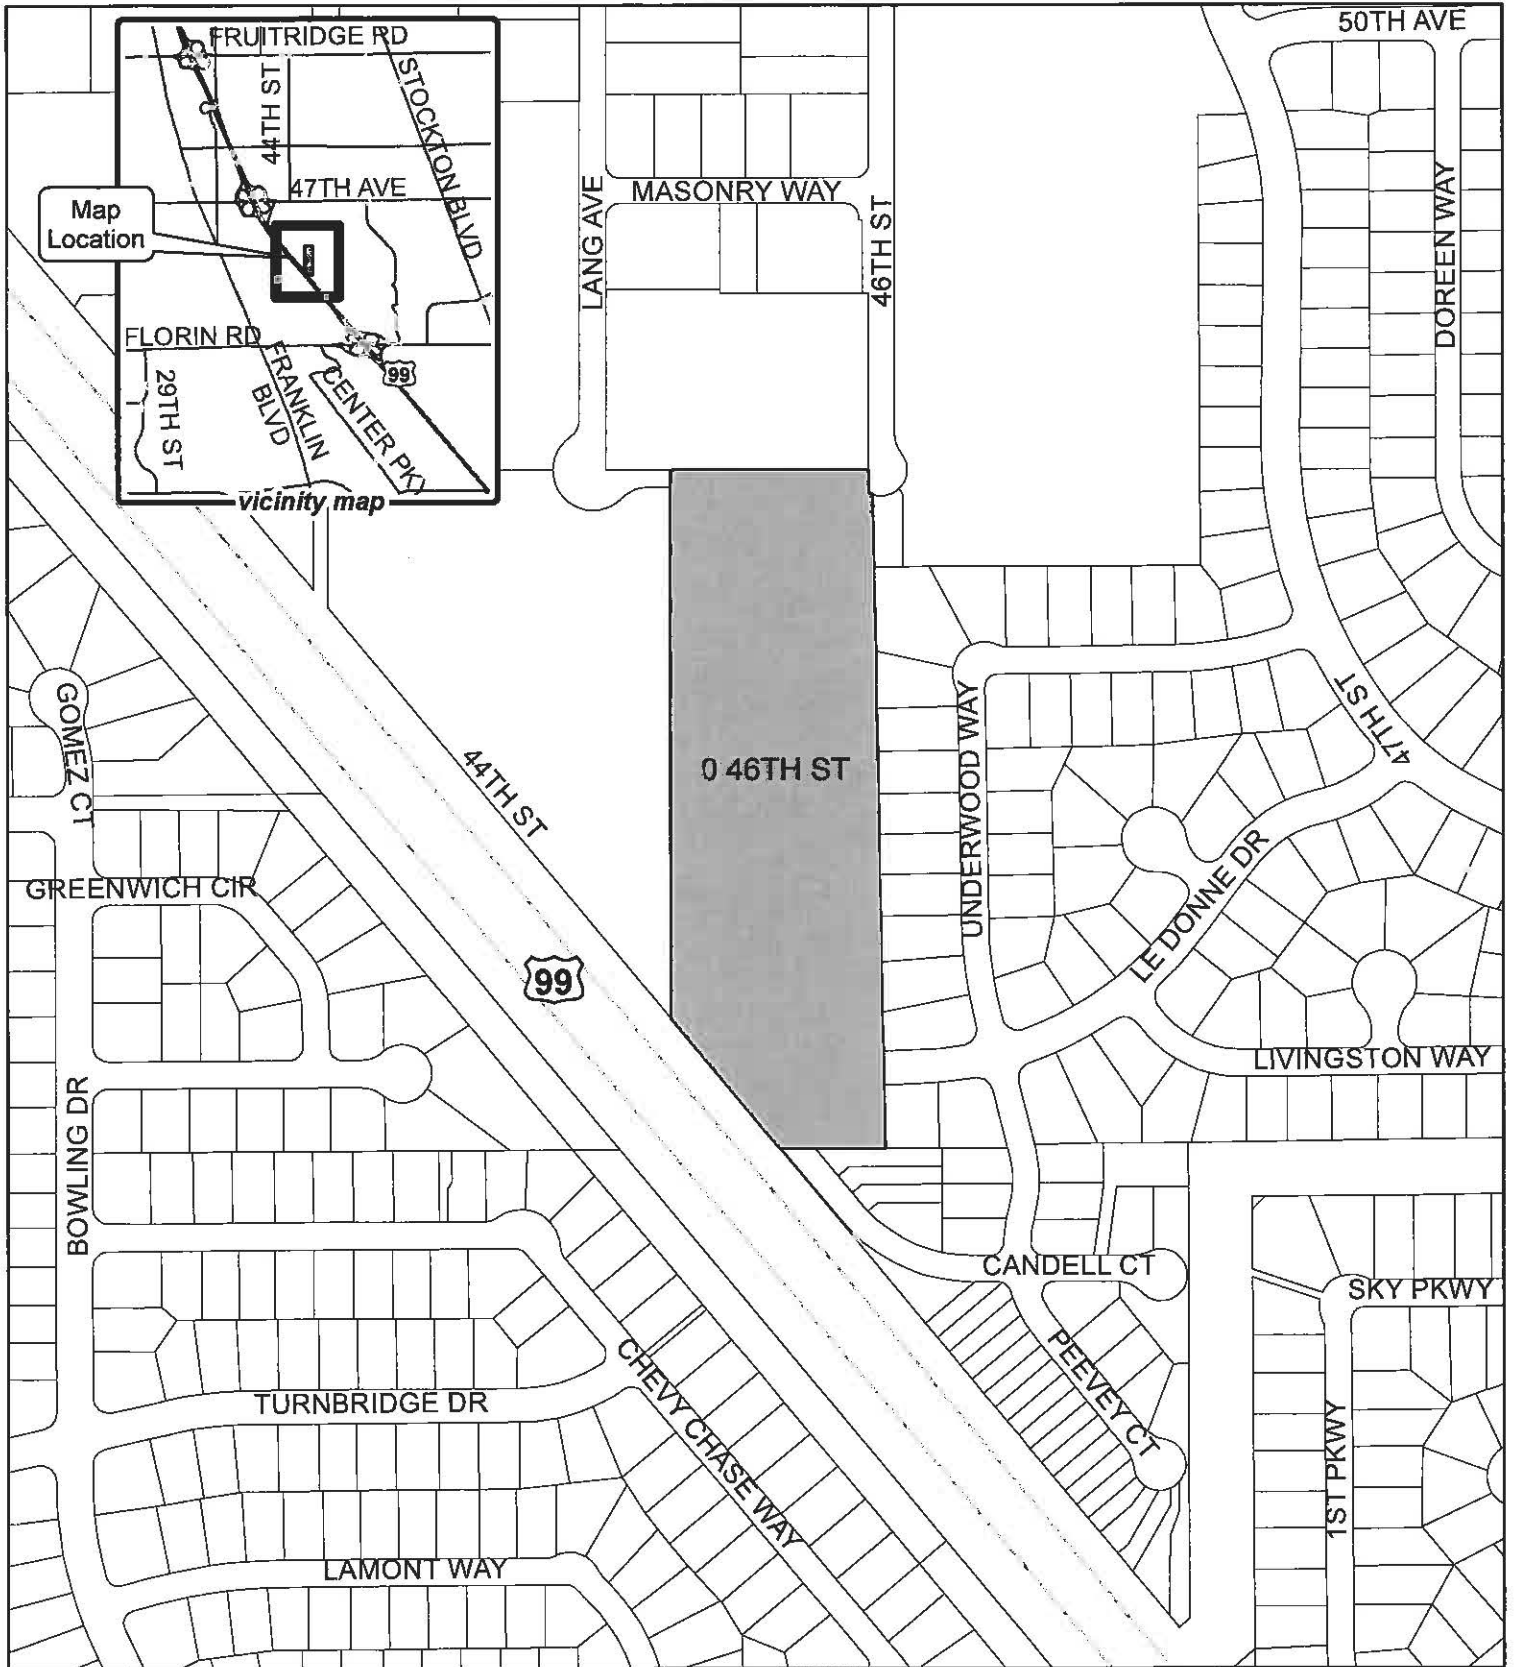 50TH AVE
FRUITRIDGE RD
44TH ST
STOCKTON BLVD
47TH AVE
Map
Location
FLORIN RD
29TH ST
FRANKLIN
BLVD
CENTER PKY
99
vicinity map
LANG AVE
MASONRY WAY
46TH ST
DOREEN WAY
GOMEZ CT
44TH ST
0 46TH ST
UNDERWOOD WAY
47TH ST
LE DONNE DR
GREENWICH CIR
99
LIVINGSTON WAY
BOWLING DR
CANDELL CT
SKY PKWY
PEEVEY CT
CHEVY CHASE WAY
TURNBRIDGE DR
1ST PKWY
LAMONT WAY